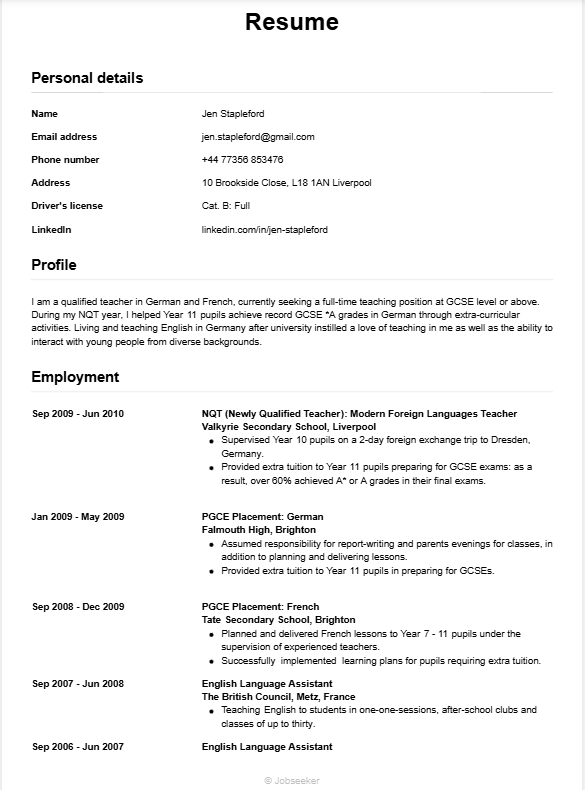 Resume
Personal details
Name Jen Stapleford
Email address jen.stapleford@gmail.com
Phone number +44 77356 853476
Address 10 Brookside Close, L18 1AN Liverpool
Driver's license Cat. B: Full
LinkedIn linkedin.com/in/jen-stapleford
Profile
I am a qualified teacher in German and French, currently seeking a full-time teaching position at GCSE level or above.
During my NQT year, I helped Year 11 pupils achieve record GCSE *A grades in German through extra-curricular
activities. Living and teaching English in Germany after university instilled a love of teaching in me as well as the ability to
interact with young people from diverse backgrounds.
Employment
Sep 2009 - Jun 2010 NQT (Newly Qualified Teacher): Modern Foreign Languages Teacher
Valkyrie Secondary School, Liverpool
• Supervised Year 10 pupils on a 2-day foreign exchange trip to Dresden,
Germany.
• Provided extra tuition to Year 11 pupils preparing for GCSE exams: as a
result, over 60% achieved A* or A grades in their final exams.
Jan 2009 - May 2009 PGCE Placement: German
Falmouth High, Brighton
• Assumed responsibility for report-writing and parents evenings for classes, in
addition to planning and delivering lessons.
• Provided extra tuition to Year 11 pupils in preparing for GCSEs.
Sep 2008 - Dec 2009 PGCE Placement: French
Tate Secondary School, Brighton
• Planned and delivered French lessons to Year 7 - 11 pupils under the
supervision of experienced teachers.
• Successfully implemented learning plans for pupils requiring extra tuition.
Sep 2007 - Jun 2008 English Language Assistant
The British Council, Metz, France
• Teaching English to students in one-one-sessions, after-school clubs and
classes of up to thirty.
Sep 2006 - Jun 2007 English Language Assistant
© Jobseeker